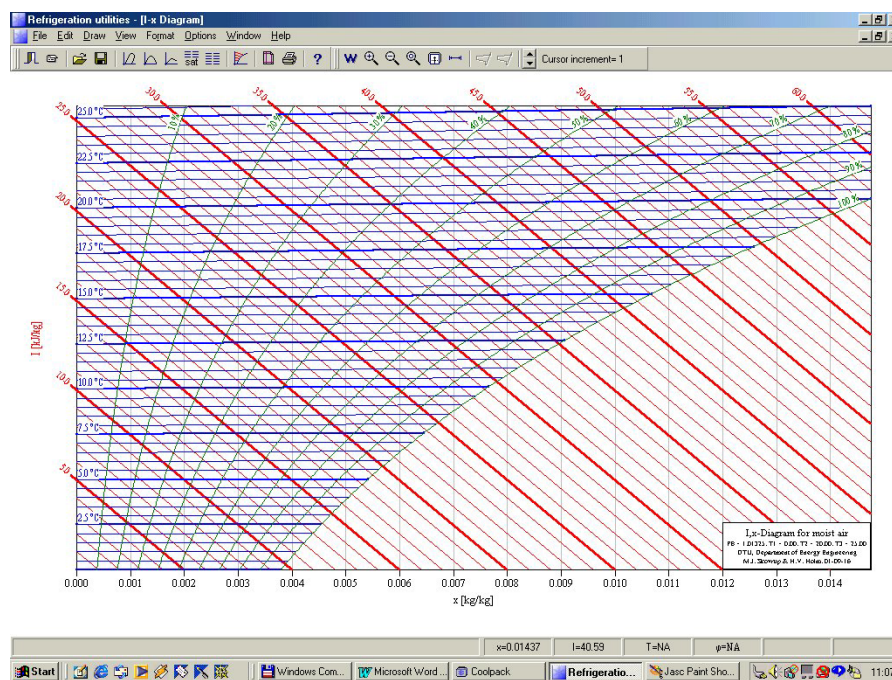 Refrigeration utilities - [I-x Diagram]
File Edit Draw View Format Options Window Help
sat ? W Cursor increment= 1
30.0 35.0 40.0 45.0 50.0 55.0 60.0
25.0 25.0 °C 10 % 20 % 30 % 40 % 50 % 60 % 70 %
80 %
22.5 °C
90 %
20.0 20.0 °C 100 %
17.5 °C
15.0 15.0 °C
12.5 °C
I [kJ/kg]
10.0 10.0 °C
7.5 °C
5.0 5.0 °C
2.5 °C
I,x-Diagram for moist air
DTU, Department of Energy Engineering
0.000 0.001 0.002 0.003 0.004 0.005 0.006 0.007 0.008 0.009 0.010 0.011 0.012 0.013 0.014
x [kg/kg]
x=0.01437 I=40.59 T=NA φ=NA
Start Windows Com... Microsoft Word ... Coolpack Refrigeratio... Jasc Paint Sho... 11:07